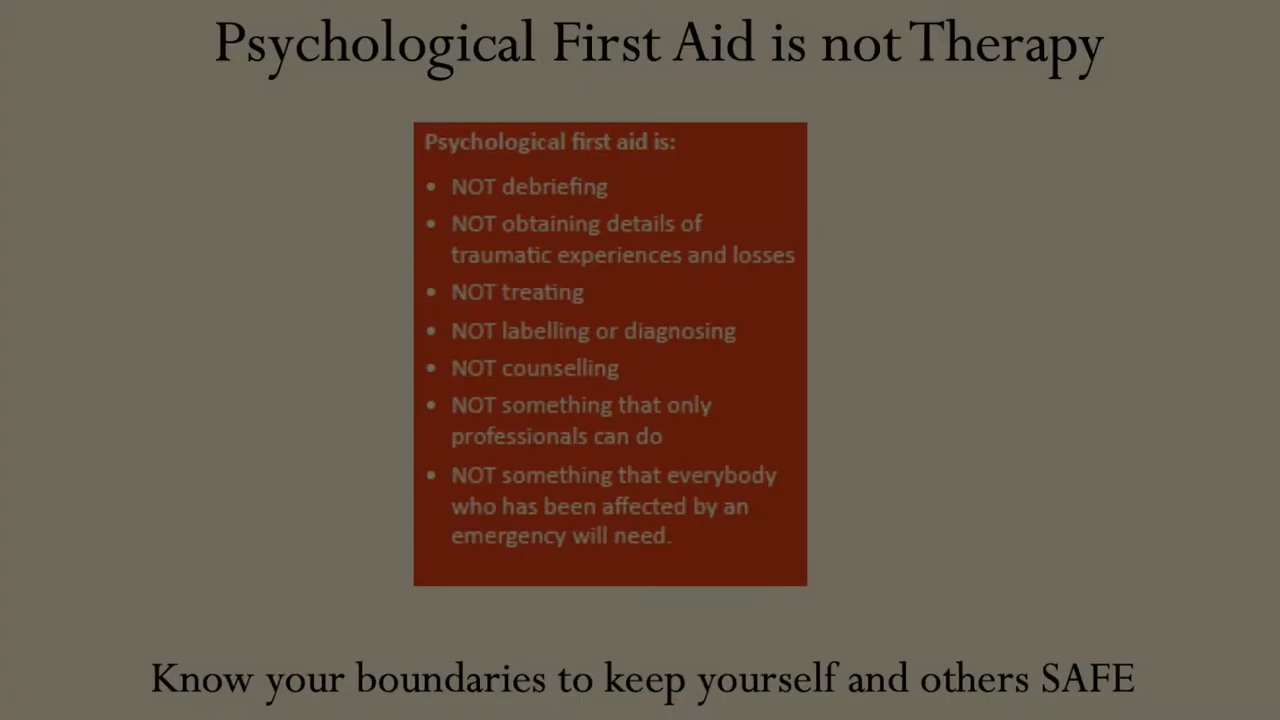 Psychological First Aid is not Therapy
Psychological first aid is:
• NOT debriefing
• NOT obtaining details of
traumatic experiences and losses
• NOT treating
• NOT labelling or diagnosing
• NOT counselling
• NOT something that only
professionals can do
• NOT something that everybody
who has been affected by an
emergency will need.
Know your boundaries to keep yourself and others SAFE